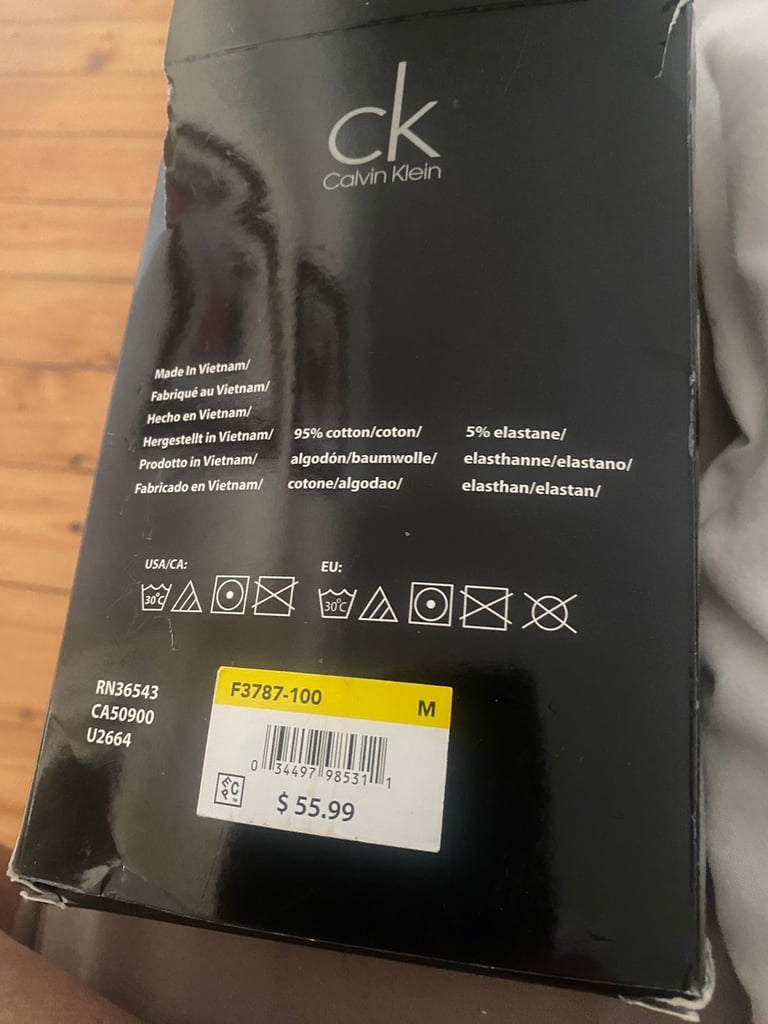 ck
Calvin Klein
Made In Vietnam/
Fabriqué au Vietnam/
Hecho en Vietnam/
Hergestellt in Vietnam/
Prodotto in Vietnam/
Fabricado en Vietnam/
95% cotton/coton/
algodón/baumwolle/
cotone/algodao/
5% elastane/
elasthanne/elastano/
elasthan/elastan/
USA/CA:
30°C
EU:
30°C
RN36543
CA50900
U2664
F3787-100
M
0 34497 98531 1
EPC
$ 55.99